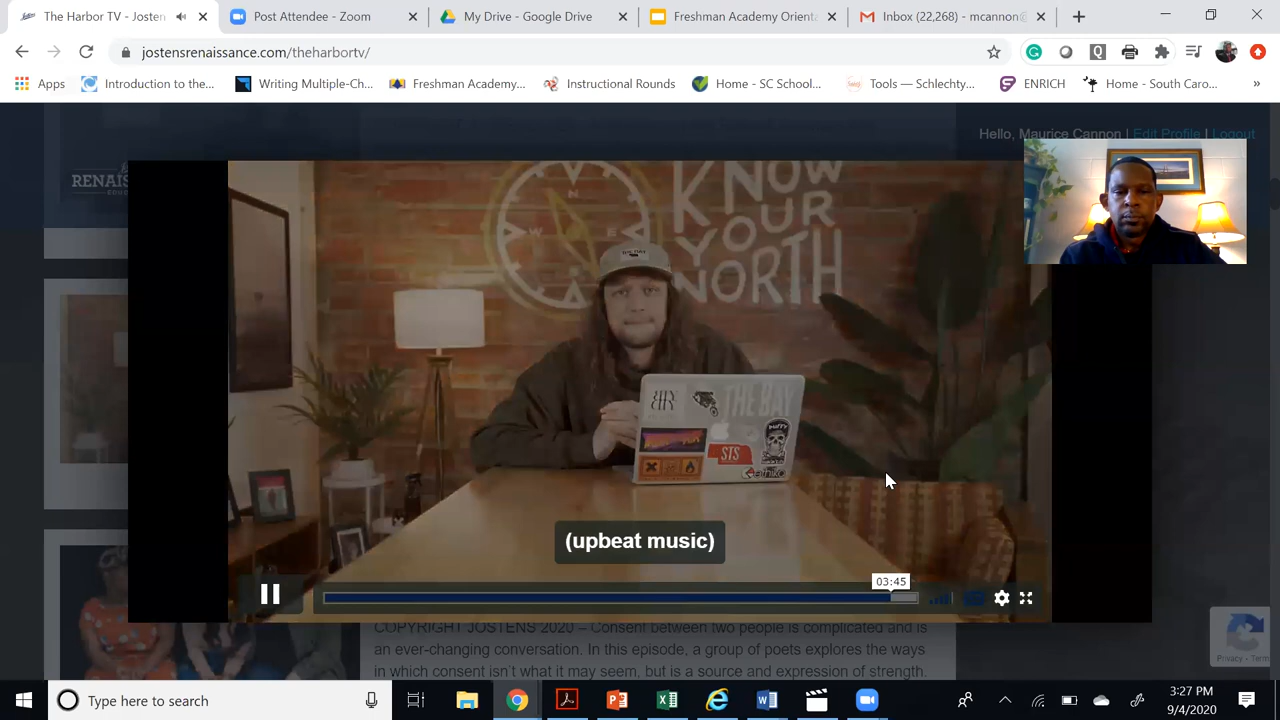 The Harbor TV - Josten
Post Attendee - Zoom
My Drive - Google Drive
Freshman Academy Orient
Inbox (22,268) - mcannon@
jostensrenaissance.com/theharbortv/
Apps
Introduction to the...
Writing Multiple-Ch...
Freshman Academy...
Instructional Rounds
Home - SC School...
Tools — Schlechty...
ENRICH
Home - South Caro...
»
Hello, Maurice Cannon | Edit Profile | Logout
RENAIS
KNOW
YOUR
NORTH
N
W
E
THE BAY
STS
(upbeat music)
03:45
COPYRIGHT JOSTENS 2020 – Consent between two people is complicated and is
an ever-changing conversation. In this episode, a group of poets explores the ways
in which consent isn't what it may seem, but is a source and expression of strength.
Privacy - Term
Type here to search
3:27 PM
9/4/2020